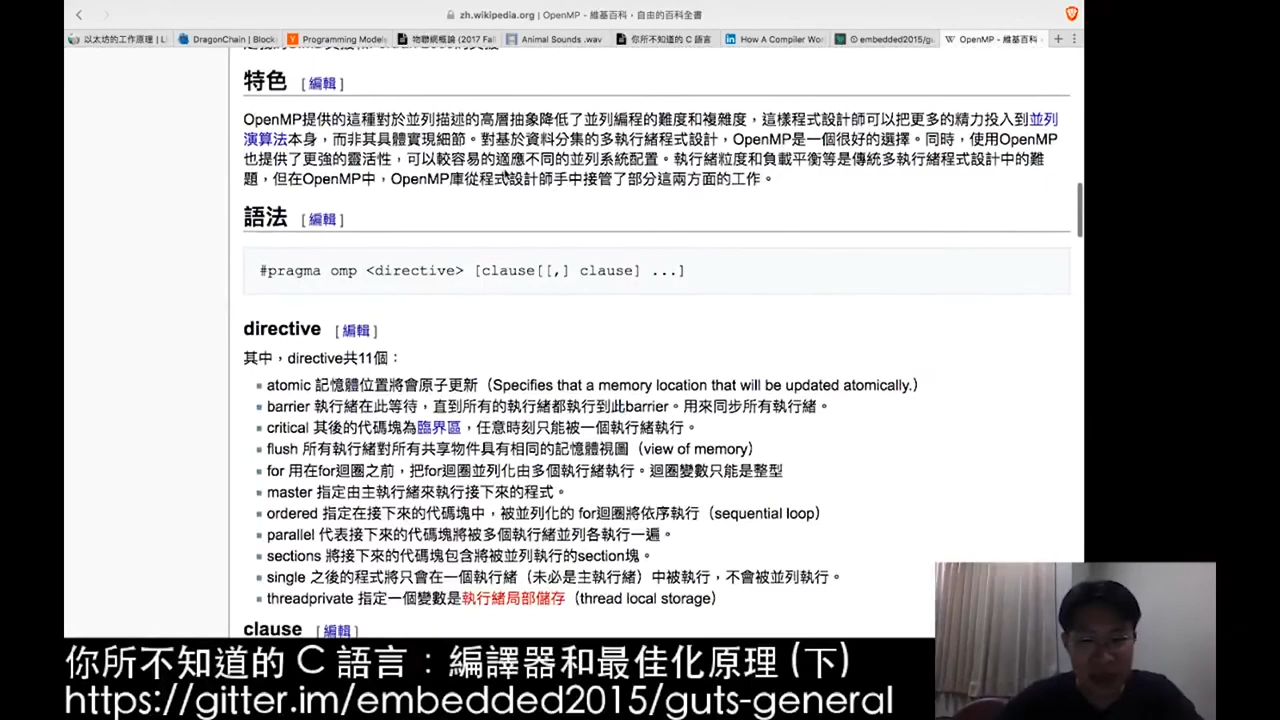 zh.wikipedia.org | OpenMP - 維基百科，自由的百科全書
以太坊的工作原理 | Li
DragonChain | Block
Programming Models
物聯網概論 (2017 Fal
Animal Sounds .wav
你所不知道的 C 語言
How A Compiler Wor
embedded2015/gu
OpenMP - 維基百科
特色 [編輯]
OpenMP提供的這種對於並列描述的高層抽象降低了並列編程的難度和複雜度，這樣程式設計師可以把更多的精力投入到並列
演算法本身，而非其具體實現細節。對基於資料分集的多執行緒程式設計，OpenMP是一個很好的選擇。同時，使用OpenMP
也提供了更強的靈活性，可以較容易的適應不同的並列系統配置。執行緒粒度和負載平衡等是傳統多執行緒程式設計中的難
題，但在OpenMP中，OpenMP庫從程式設計師手中接管了部分這兩方面的工作。
語法 [編輯]
#pragma omp <directive> [clause[[,] clause] ...]
directive [編輯]
其中，directive共11個：
atomic 記憶體位置將會原子更新（Specifies that a memory location that will be updated atomically.）
barrier 執行緒在此等待，直到所有的執行緒都執行到此barrier。用來同步所有執行緒。
critical 其後的代碼塊為臨界區，任意時刻只能被一個執行緒執行。
flush 所有執行緒對所有共享物件具有相同的記憶體視圖（view of memory）
for 用在for迴圈之前，把for迴圈並列化由多個執行緒執行。迴圈變數只能是整型
master 指定由主執行緒來執行接下來的程式。
ordered 指定在接下來的代碼塊中，被並列化的 for迴圈將依序執行（sequential loop）
parallel 代表接下來的代碼塊將被多個執行緒並列各執行一遍。
sections 將接下來的代碼塊包含將被並列執行的section塊。
single 之後的程式將只會在一個執行緒（未必是主執行緒）中被執行，不會被並列執行。
threadprivate 指定一個變數是執行緒局部儲存（thread local storage）
clause [編輯]
你所不知道的 C 語言：編譯器和最佳化原理 (下)
https://gitter.im/embedded2015/guts-general